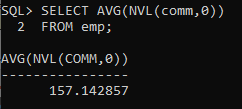 SQL> SELECT AVG(NVL(comm,0))
  2  FROM emp;
AVG(NVL(COMM,0))
----------------
      157.142857